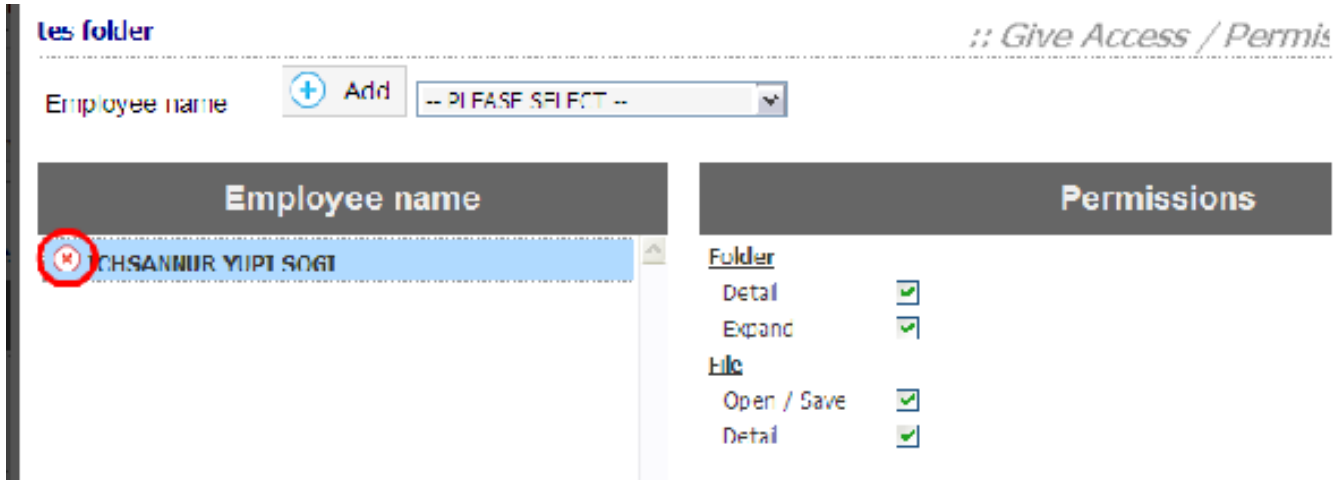 tes folder
:: Give Access / Permis
Employee name
Add
-- PLEASE SELECT --
Employee name
Permissions
ICHSANNUR YUPI SOGI
Folder
Detail
Expand
File
Open / Save
Detail